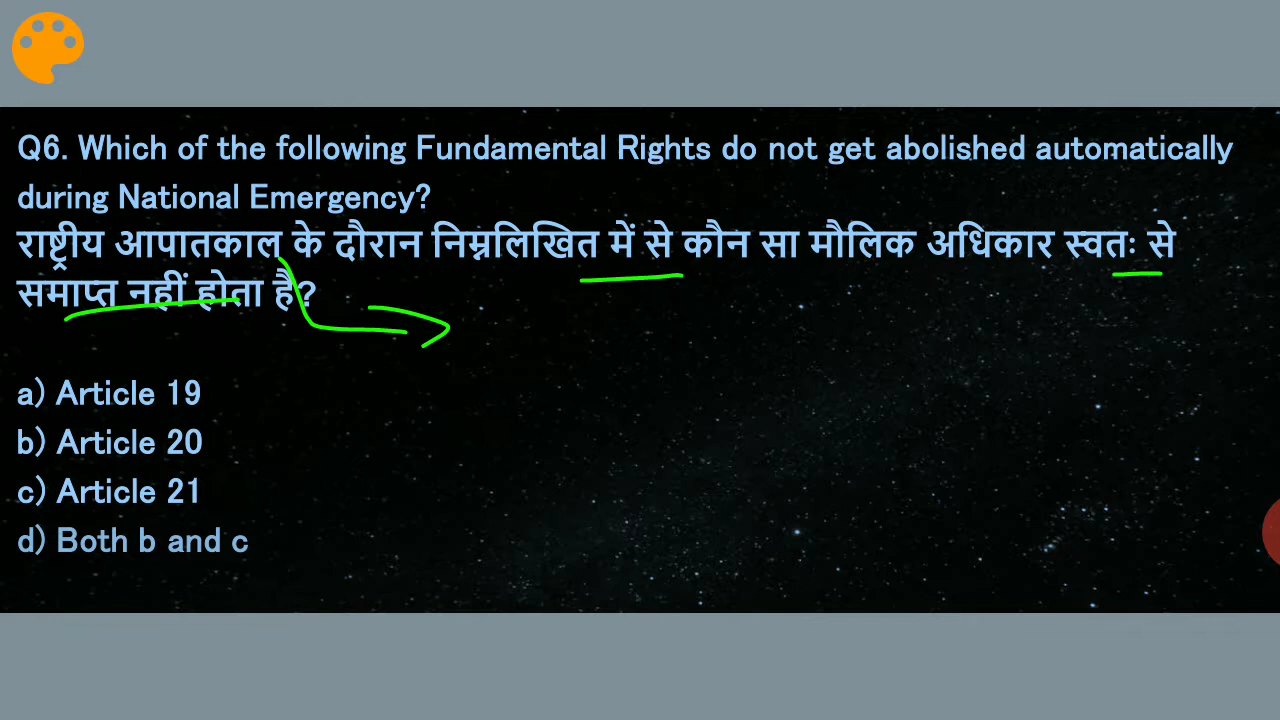 Q6. Which of the following Fundamental Rights do not get abolished automatically
during National Emergency?
राष्ट्रीय आपातकाल के दौरान निम्नलिखित में से कौन सा मौलिक अधिकार स्वतः से
समाप्त नहीं होता है?
a) Article 19
b) Article 20
c) Article 21
d) Both b and c